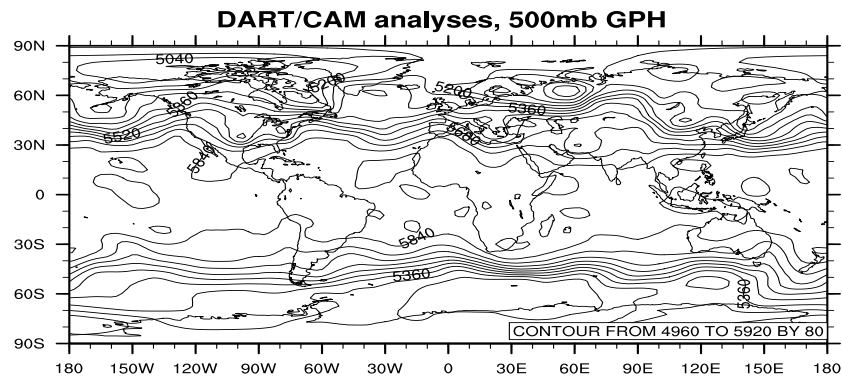 DART/CAM analyses, 500mb GPH
90N
5040
5200
60N
5360
5520
30N
5840
0
30S
5840
5360
60S
5360
CONTOUR FROM 4960 TO 5920 BY 80
90S
180 150W 120W 90W 60W 30W 0 30E 60E 90E 120E 150E 180